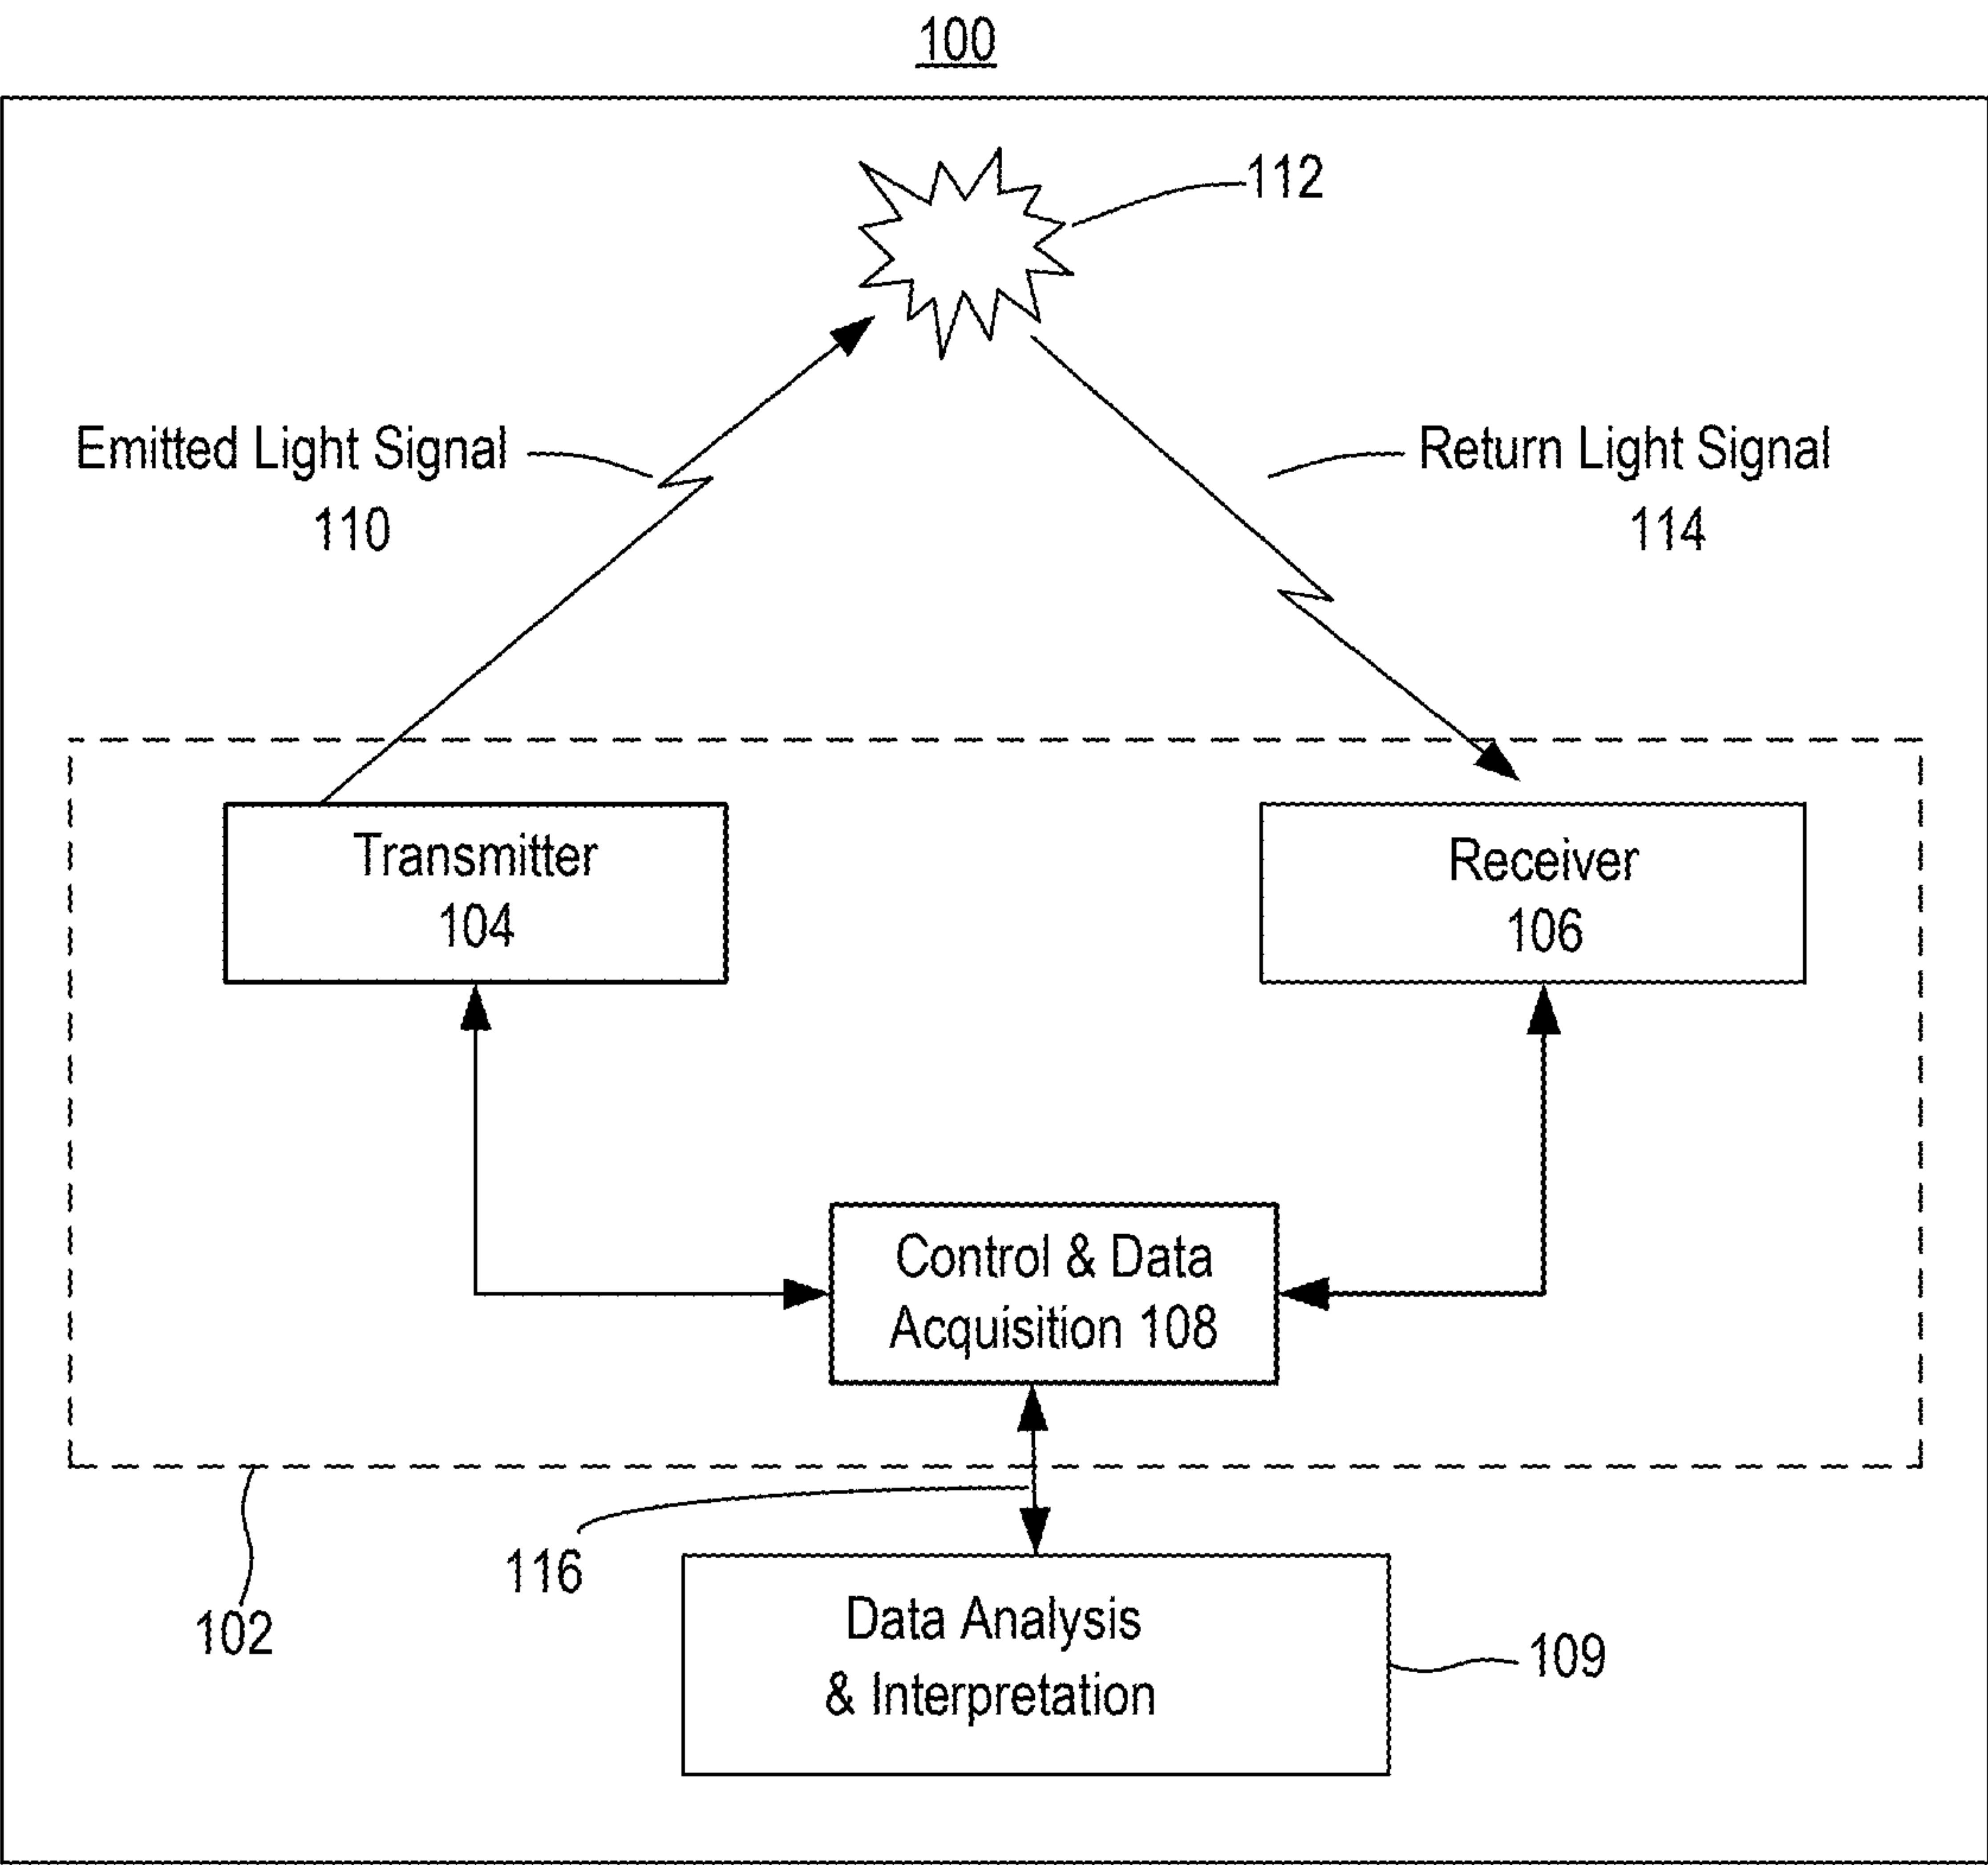 100
112
Emitted Light Signal
110
Return Light Signal
114
Transmitter
104
Receiver
106
Control & Data
Acquisition 108
116
102
Data Analysis
& Interpretation
109